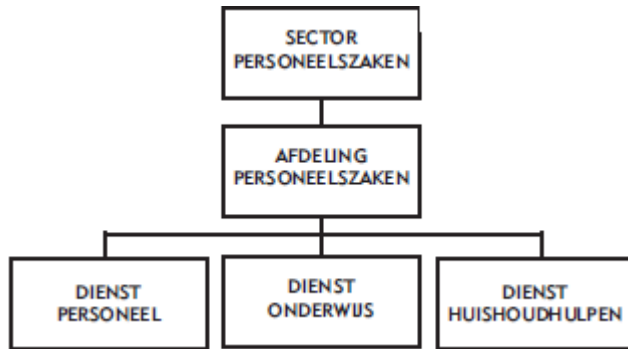 SECTOR
PERSONEELSZAKEN
AFDELING
PERSONEELSZAKEN
DIENST
PERSONEEL
DIENST
ONDERWIJS
DIENST
HUISHOUDHULPEN